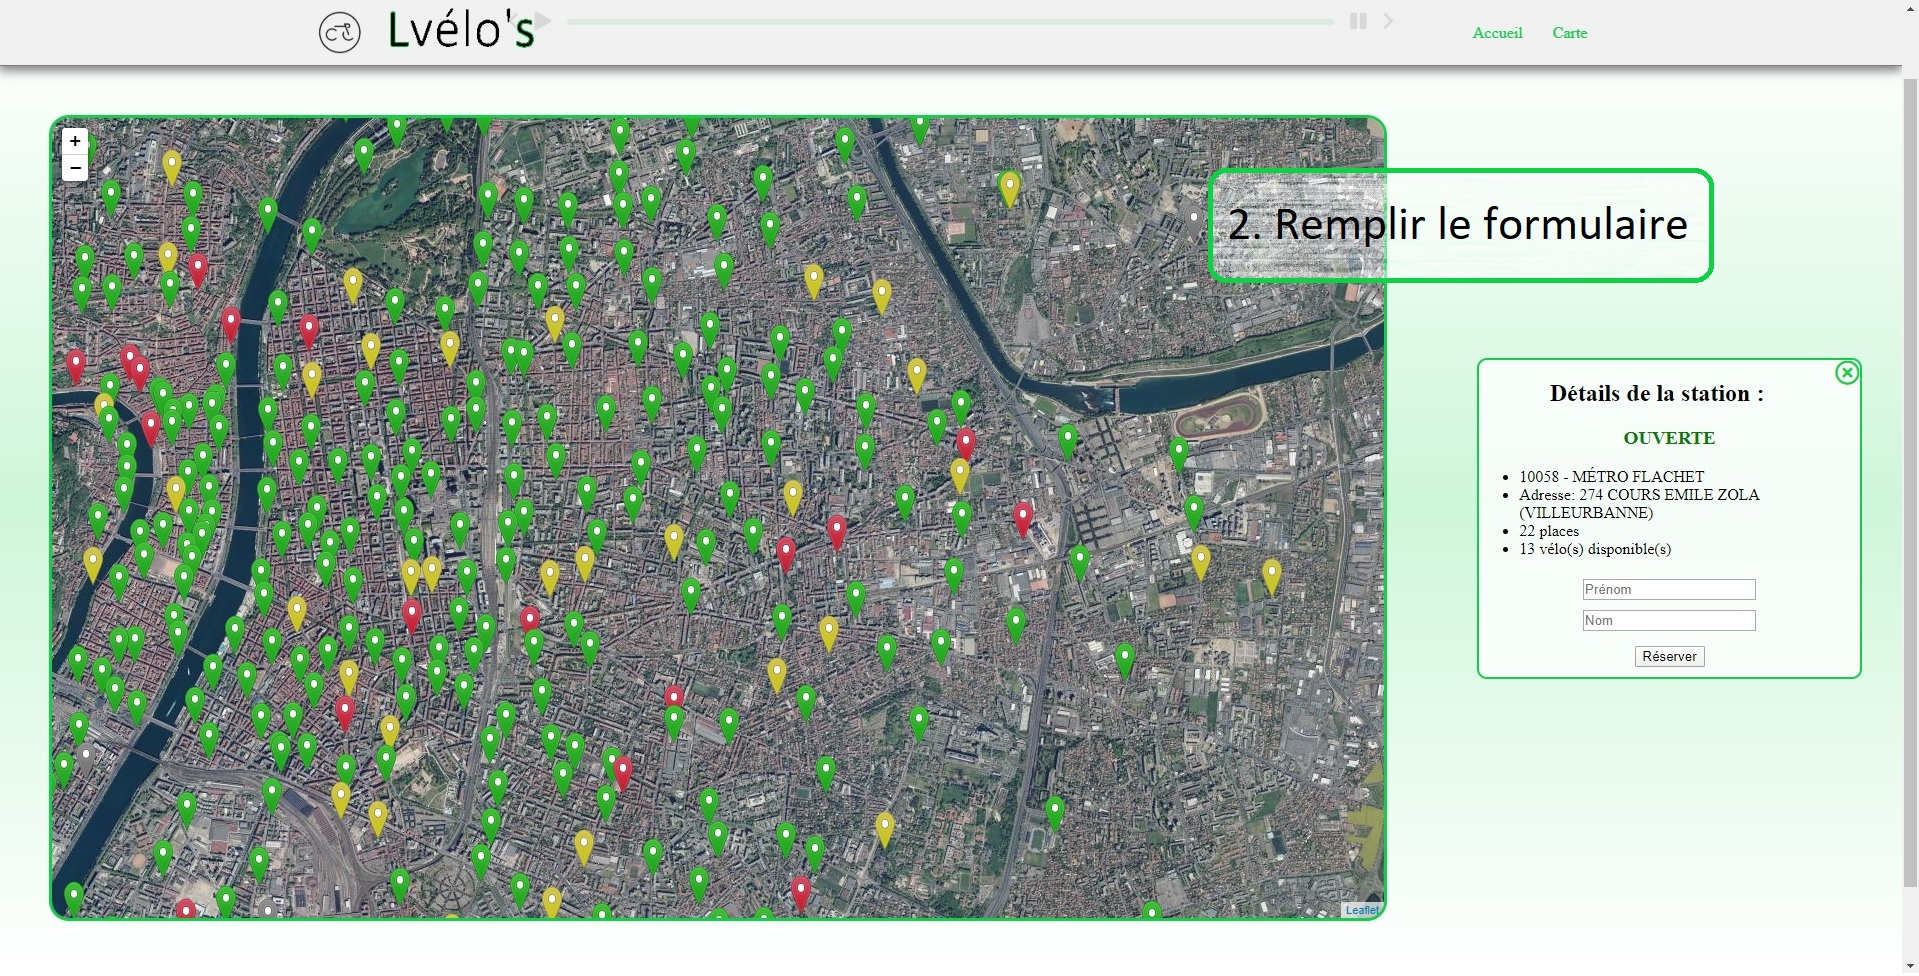 Lvélo's
Accueil
Carte
+
−
2. Remplir le formulaire
Détails de la station :
OUVERTE
10058 - MÉTRO FLACHET
Adresse: 274 COURS EMILE ZOLA
(VILLEURBANNE)
22 places
13 vélo(s) disponible(s)
Prénom
Nom
Réserver
Leaflet